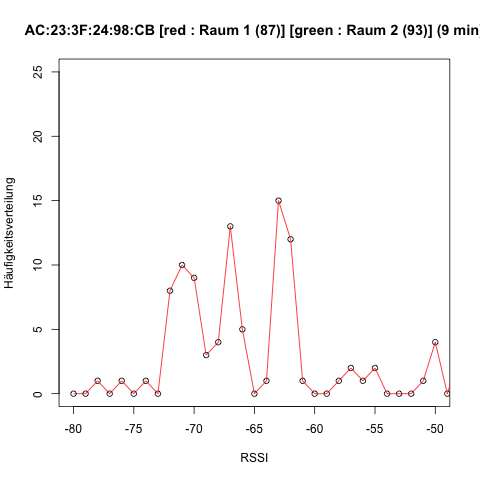 AC:23:3F:24:98:CB [red : Raum 1 (87)] [green : Raum 2 (93)] (9 min)
25
20
15
10
5
0
Häufigkeitsverteilung
-80 -75 -70 -65 -60 -55 -50
RSSI